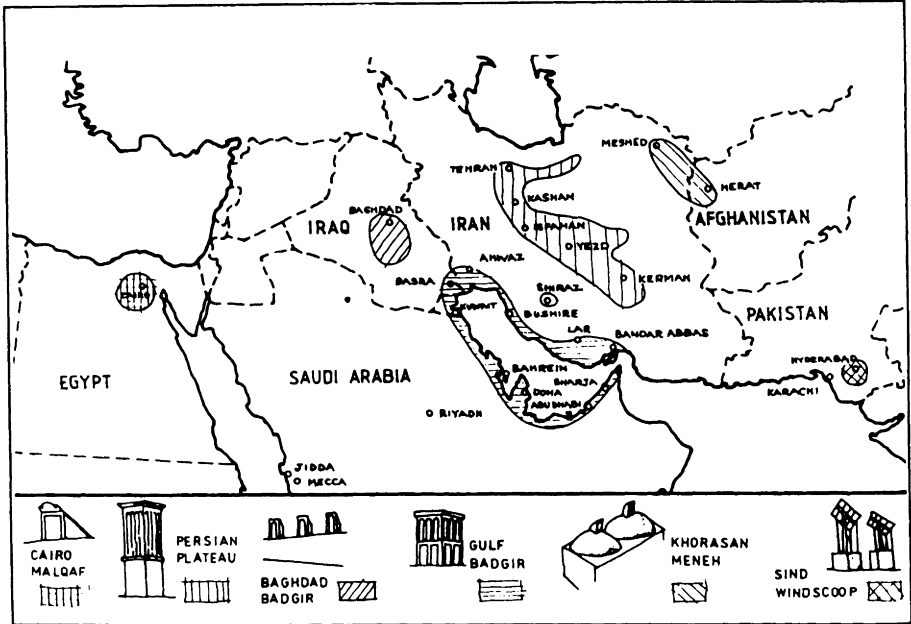 MESHED
TEHRAN
HERAT
KASHAN
BAGHDAD
IRAQ
IRAN
AFGHANISTAN
ISPAHAN
YEZD
AHVAZ
KERMAN
BASRA
CAIRO
SHIRAZ
KUWAIT
BUSHIRE
PAKISTAN
LAR
BANDAR ABBAS
HYDERABAD
EGYPT
SAUDI ARABIA
BAHREIN
SHARJA
KARACHI
DOHA
ABU DHABI
RIYADH
JIDDA
MECCA
CAIRO
MALQAF
PERSIAN
PLATEAU
BAGHDAD
BADGIR
GULF
BADGIR
KHORASAN
MENEH
SIND
WINDSCOOP